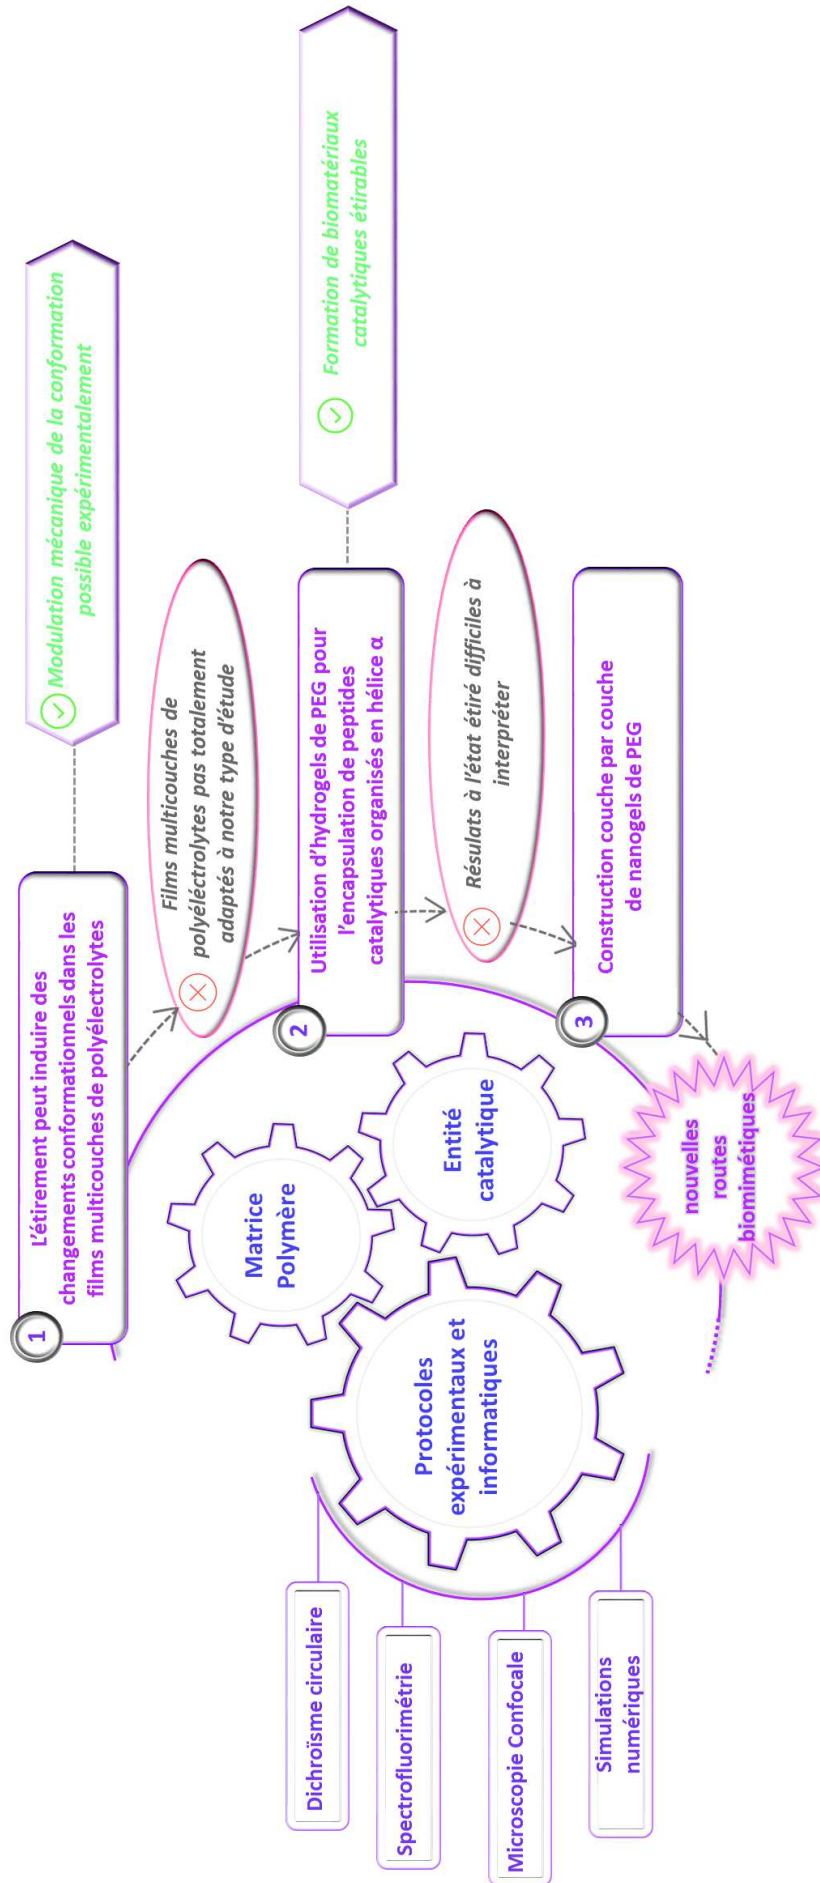 1
L'étirement peut induire des
changements conformationnels dans les
films multicouches de polyélectrolytes
Modulation mécanique de la conformation
possible expérimentalement
Films multicouches de
polyéléctrolytes pas totalement
adaptés à notre type d'étude
2
Utilisation d'hydrogels de PEG pour
l'encapsulation de peptides
catalytiques organisés en hélice α
Formation de biomatériaux
catalytiques étirables
Résulats à l'état étiré difficiles à
interpréter
3
Construction couche par couche
de nanogels de PEG
nouvelles
routes
biomimétiques
Matrice
Polymère
Entité
catalytique
Protocoles
expérimentaux et
informatiques
Dichroïsme circulaire
Spectrofluorimétrie
Microscopie Confocale
Simulations
numériques